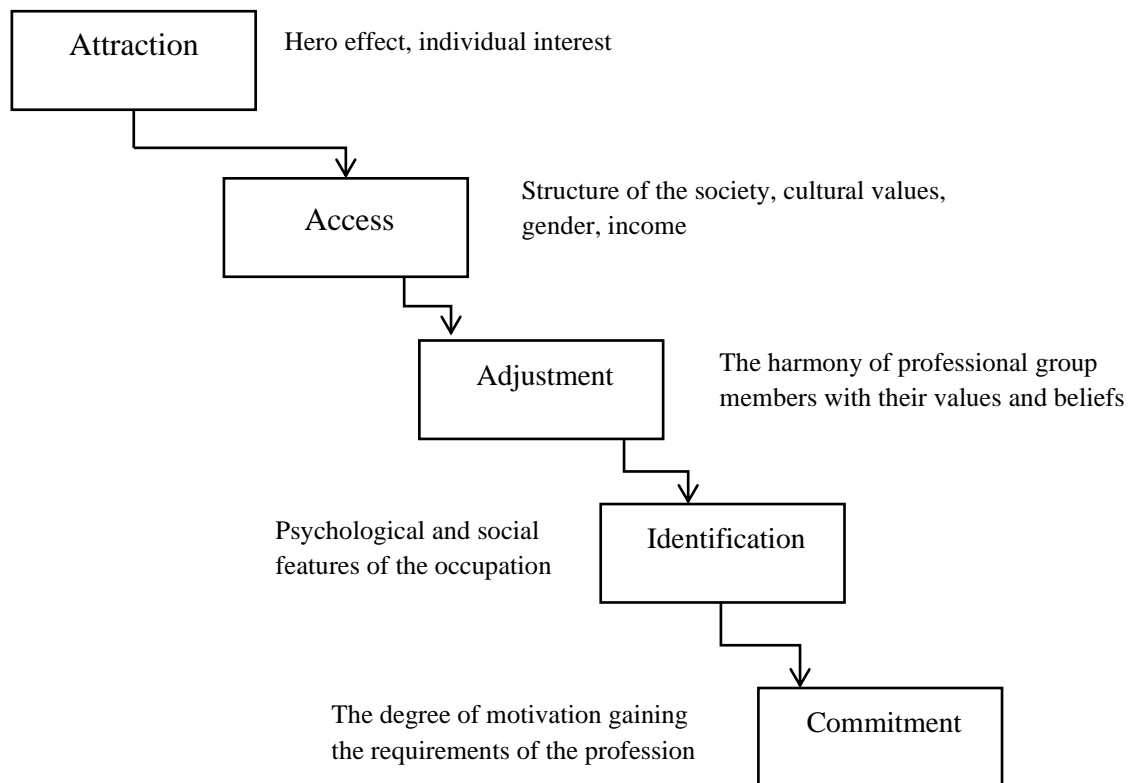 Attraction
Hero effect, individual interest
Access
Structure of the society, cultural values,
gender, income
Adjustment
The harmony of professional group
members with their values and beliefs
Psychological and social
features of the occupation
Identification
The degree of motivation gaining
the requirements of the profession
Commitment